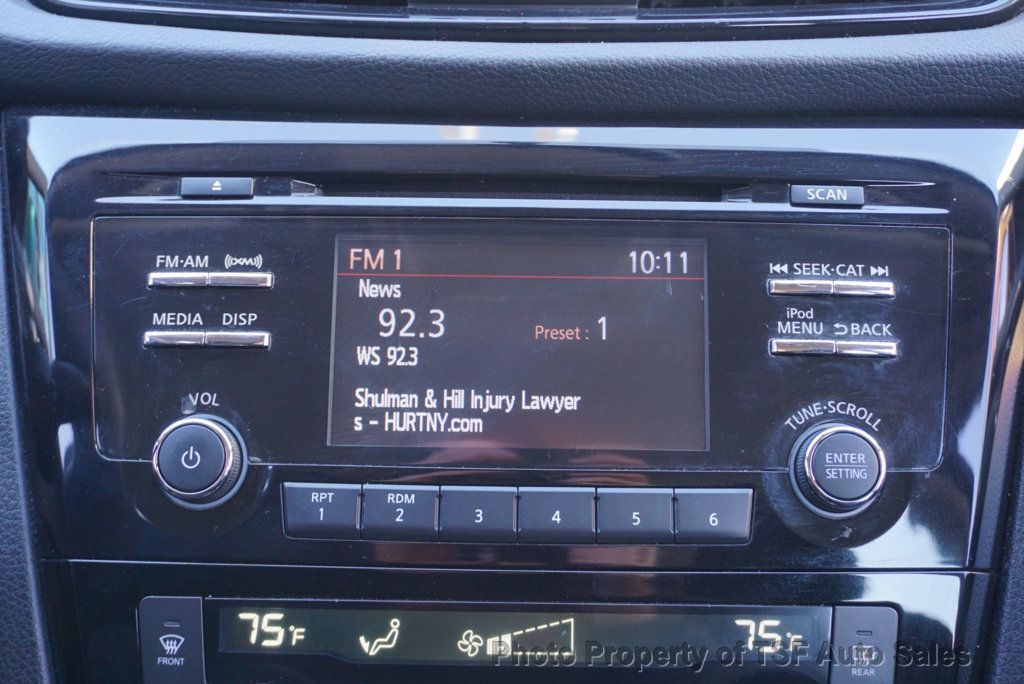 SCAN
FM·AM
((XM))
FM 1 10:11
SEEK·CAT
News
iPod
MEDIA DISP
92.3 Preset : 1
MENU BACK
WS 92.3
VOL
Shulman & Hill Injury Lawyer
s - HURTNY.com
TUNE·SCROLL
ENTER
SETTING
RPT RDM
1 2 3 4 5 6
75°F 75°F
FRONT
REAR
Photo Property of TSF Auto Sales